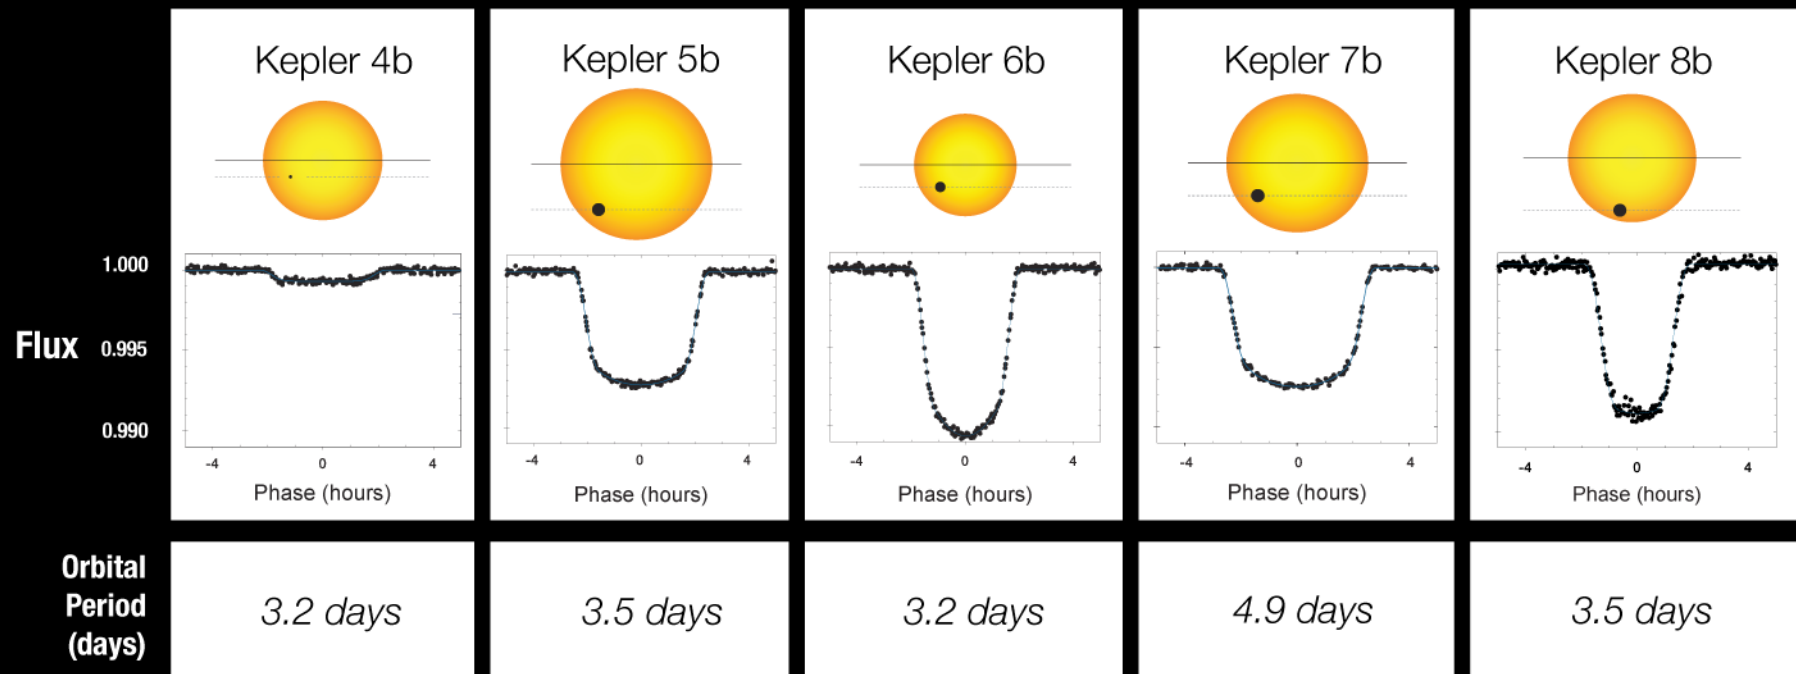 Kepler 4b
Kepler 5b
Kepler 6b
Kepler 7b
Kepler 8b
Flux
1.000
0.995
0.990
-4 0 4
-4 0 4
-4 0 4
-4 0 4
-4 0 4
Phase (hours)
Phase (hours)
Phase (hours)
Phase (hours)
Phase (hours)
Orbital
Period
(days)
3.2 days
3.5 days
3.2 days
4.9 days
3.5 days